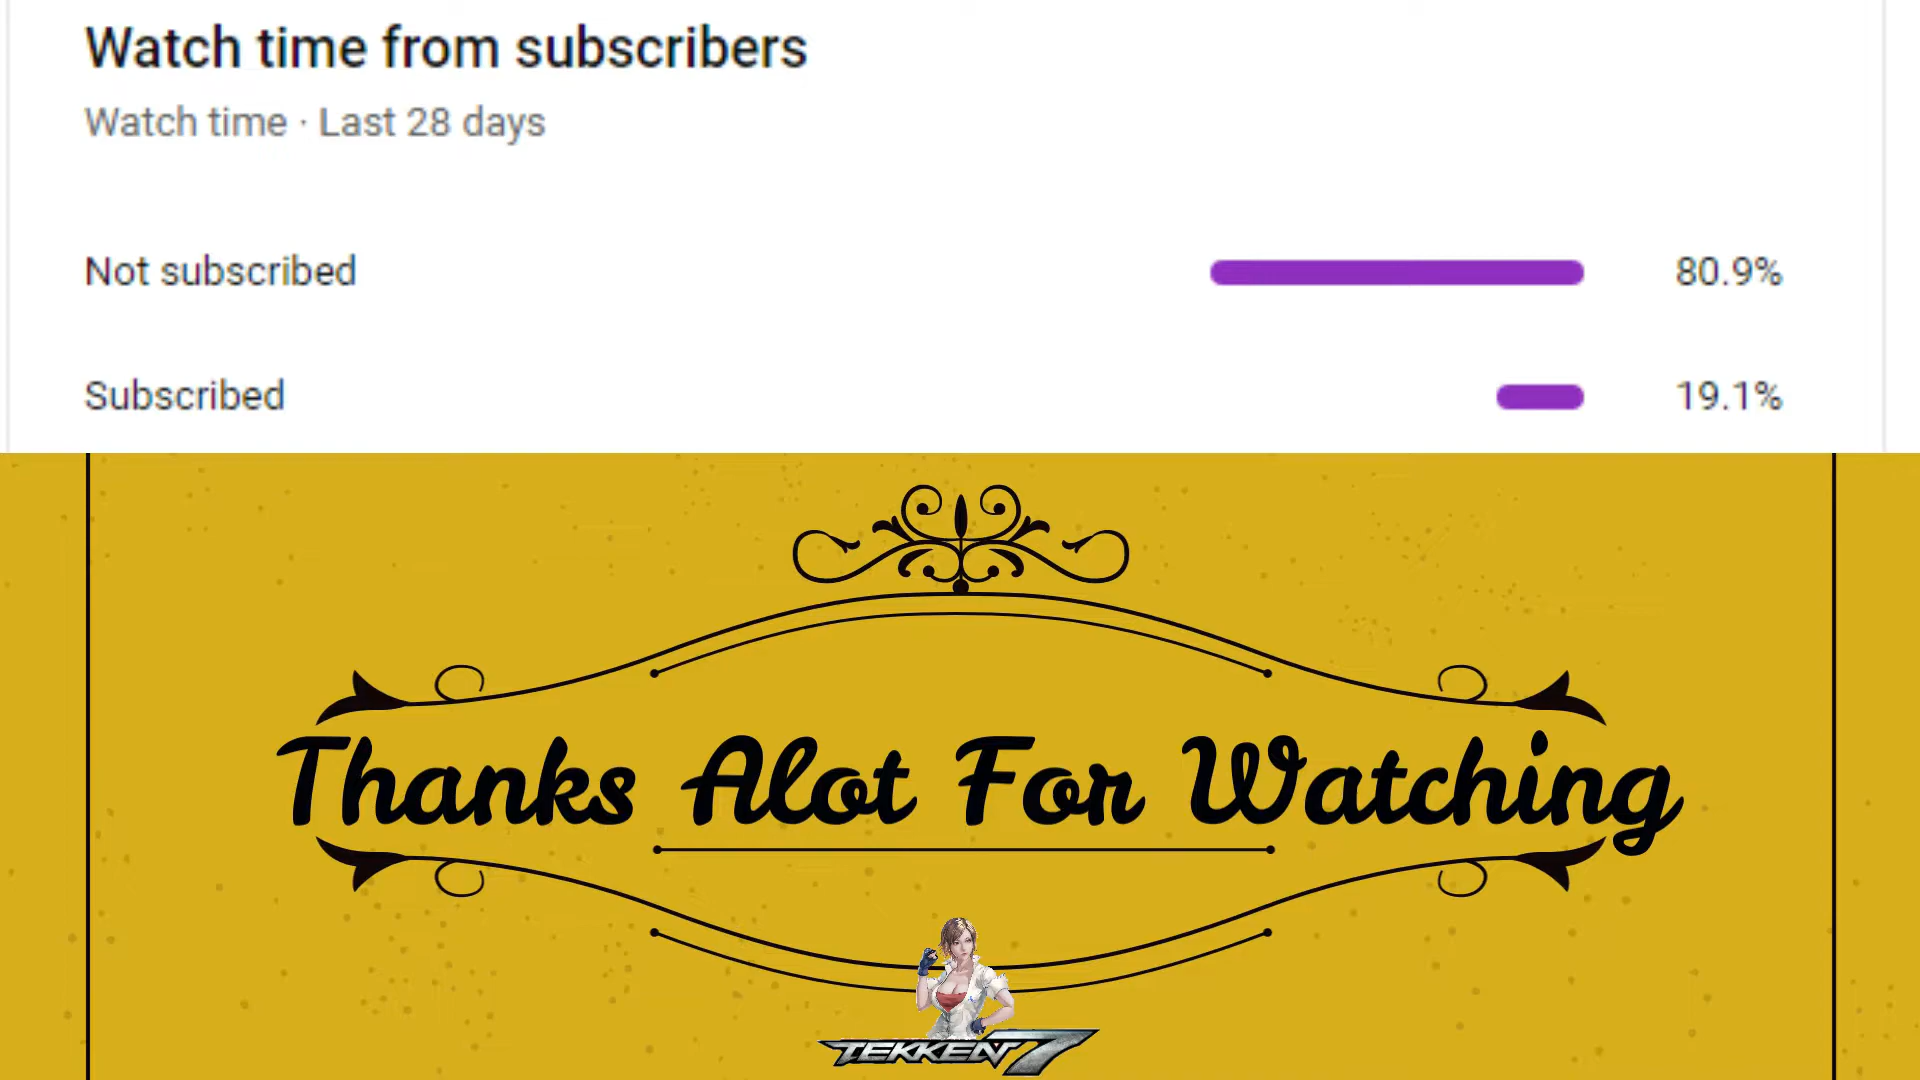 Watch time from subscribers
Watch time · Last 28 days
Not subscribed 80.9%
Subscribed 19.1%
Thanks Alot For Watching
TEKKEN 7